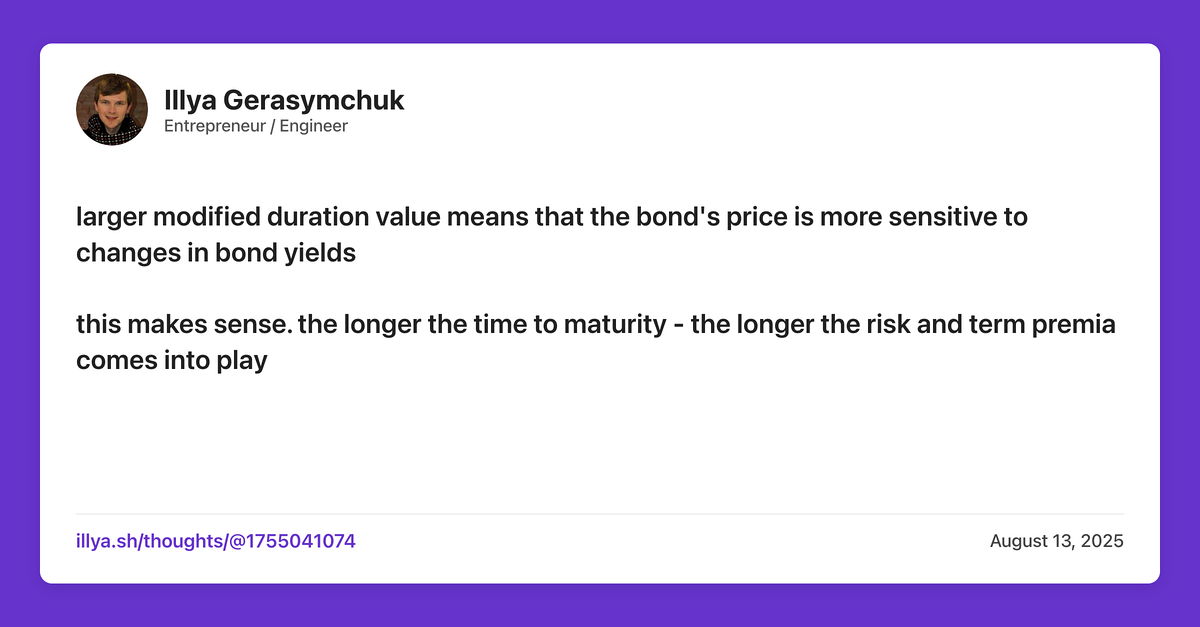 Illya Gerasymchuk
Entrepreneur / Engineer
larger modified duration value means that the bond's price is more sensitive to
changes in bond yields
this makes sense. the longer the time to maturity - the longer the risk and term premia
comes into play
illya.sh/thoughts/@1755041074
August 13, 2025